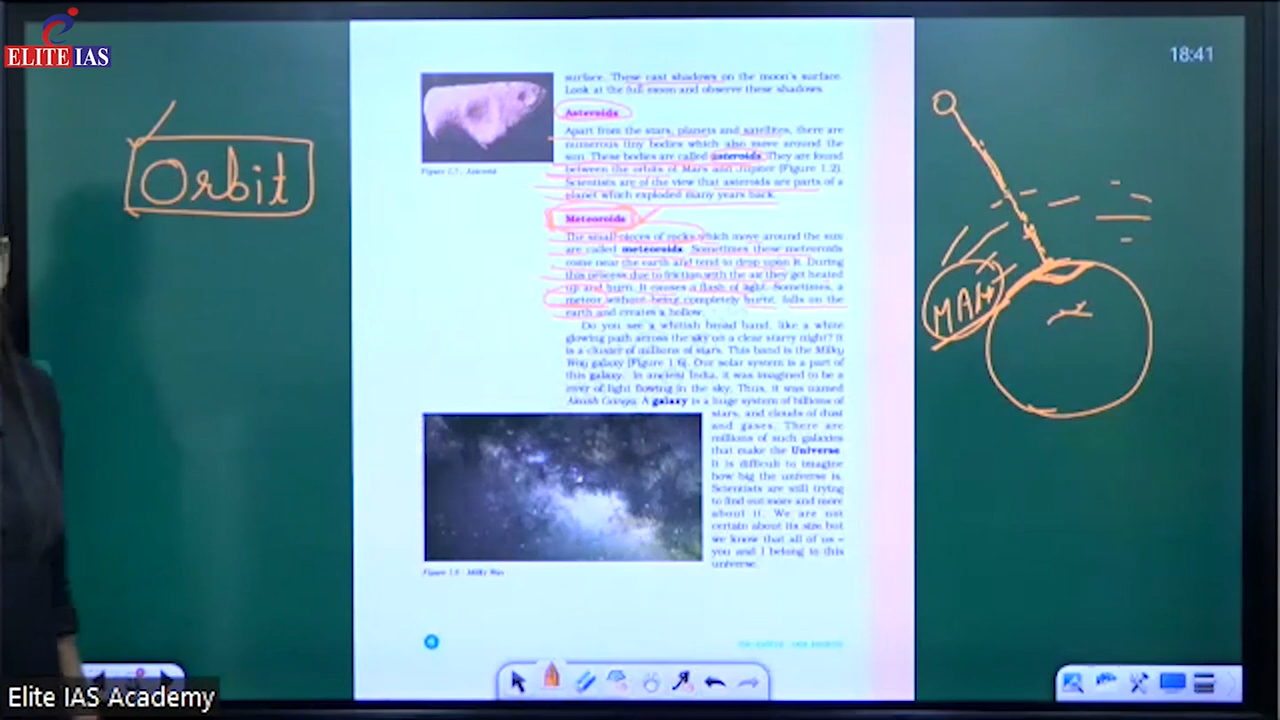 ELITE IAS
18:41
Orbit
MAH
surface. These cast shadows on the moon's surface.
Look at the full moon and observe these shadows.
Asteroids
Apart from the stars, planets and satellites, there are
numerous tiny bodies which also move around the
sun. These bodies are called asteroids. They are found
between the orbits of Mars and Jupiter (Figure 1.2).
Scientists are of the view that asteroids are parts of a
planet which exploded many years back.
Figure 1.7 : Asteroid
Meteoroids
The small pieces of rocks which move around the sun
are called meteoroids. Sometimes these meteoroids
come near the earth and tend to drop upon it. During
this process due to friction with the air they get heated
up and burn. It causes a flash of light. Sometimes, a
meteor without being completely burnt, falls on the
earth and creates a hollow.
Do you see a whitish broad band, like a white
glowing path across the sky on a clear starry night? It
is a cluster of millions of stars. This band is the Milky
Way galaxy (Figure 1.6). Our solar system is a part of
this galaxy. In ancient India, it was imagined to be a
river of light flowing in the sky. Thus, it was named
Akash Ganga. A galaxy is a huge system of billions of
stars, and clouds of dust
and gases. There are
millions of such galaxies
that make the Universe.
It is difficult to imagine
how big the universe is.
Scientists are still trying
to find out more and more
about it. We are not
certain about its size but
we know that all of us –
you and I belong to this
universe.
Figure 1.6 : Milky Way
Elite IAS Academy